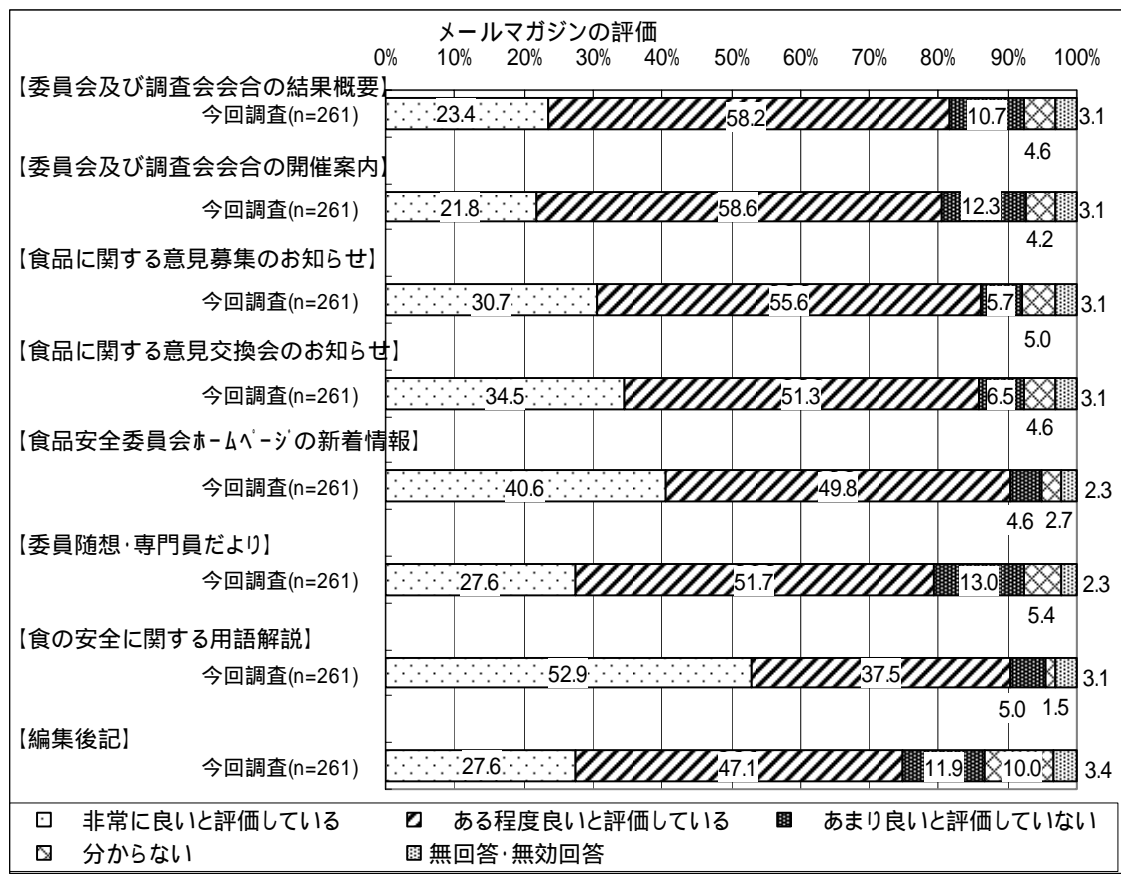 メールマガジンの評価
0% 10% 20% 30% 40% 50% 60% 70% 80% 90% 100%
【委員会及び調査会会合の結果概要】
今回調査(n=261) 23.4 58.2 10.7 3.1
4.6
【委員会及び調査会会合の開催案内】
今回調査(n=261) 21.8 58.6 12.3 3.1
4.2
【食品に関する意見募集のお知らせ】
今回調査(n=261) 30.7 55.6 5.7 3.1
5.0
【食品に関する意見交換会のお知らせ】
今回調査(n=261) 34.5 51.3 6.5 3.1
4.6
【食品安全委員会ﾎｰﾑﾍﾟｰｼﾞの新着情報】
今回調査(n=261) 40.6 49.8 2.3
4.6 2.7
【委員随想・専門員だより】
今回調査(n=261) 27.6 51.7 13.0 2.3
5.4
【食の安全に関する用語解説】
今回調査(n=261) 52.9 37.5 3.1
5.0 1.5
【編集後記】
今回調査(n=261) 27.6 47.1 11.9 10.0 3.4
非常に良いと評価している ある程度良いと評価している あまり良いと評価していない
分からない 無回答・無効回答